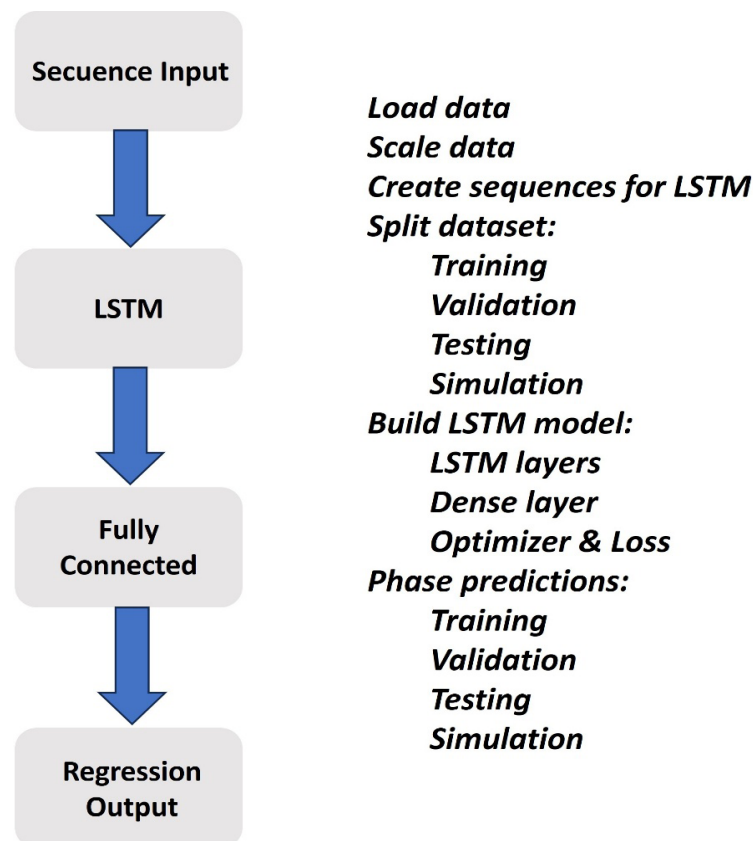 Secuence Input
LSTM
Fully
Connected
Regression
Output
Load data
Scale data
Create sequences for LSTM
Split dataset:
Training
Validation
Testing
Simulation
Build LSTM model:
LSTM layers
Dense layer
Optimizer & Loss
Phase predictions:
Training
Validation
Testing
Simulation